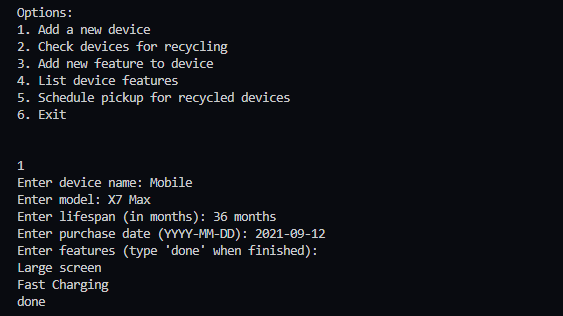 Options:
1. Add a new device
2. Check devices for recycling
3. Add new feature to device
4. List device features
5. Schedule pickup for recycled devices
6. Exit
1
Enter device name: Mobile
Enter model: X7 Max
Enter lifespan (in months): 36 months
Enter purchase date (YYYY-MM-DD): 2021-09-12
Enter features (type 'done' when finished):
Large screen
Fast Charging
done